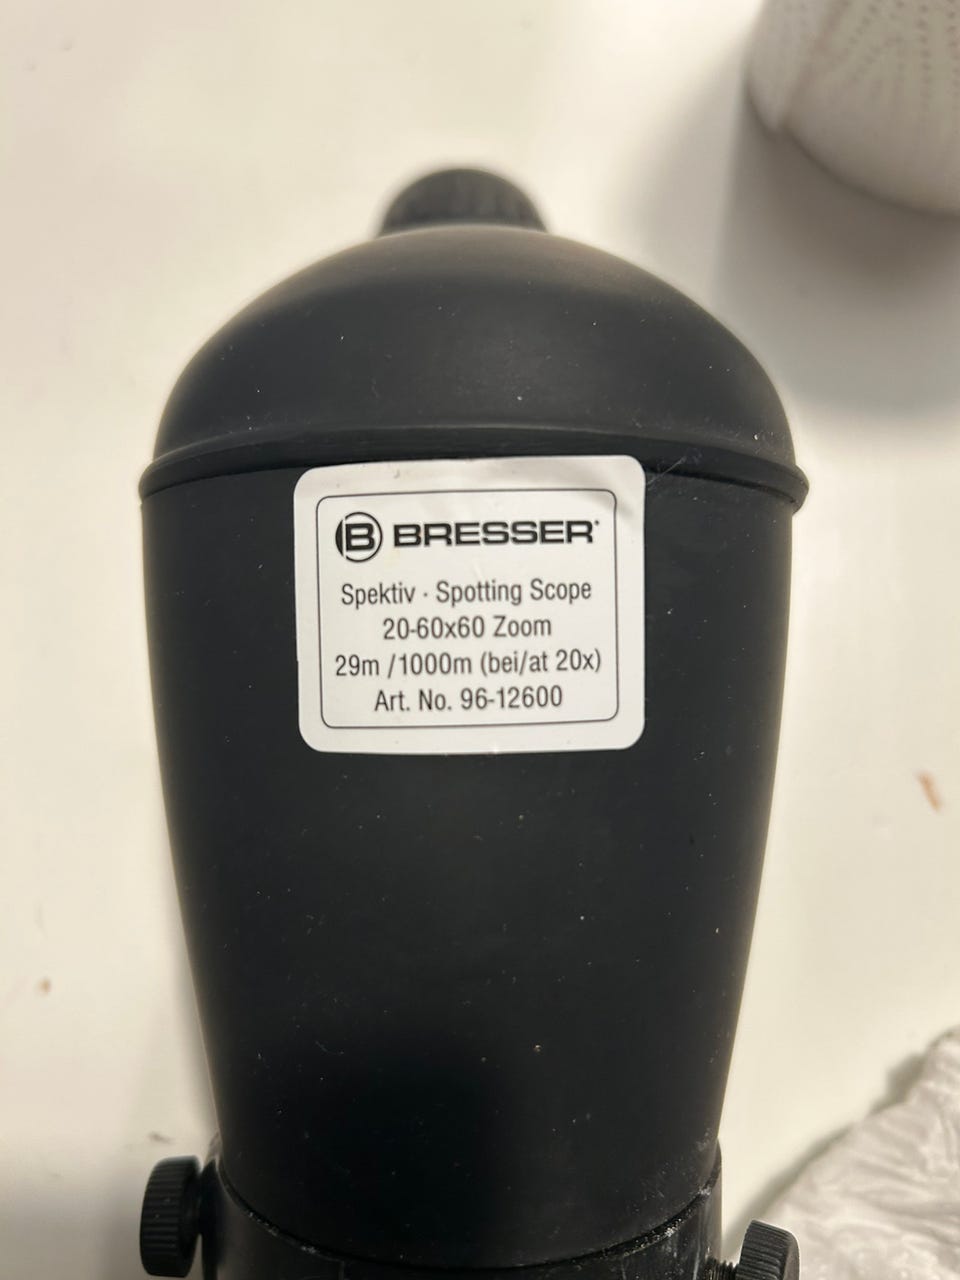 B BRESSER®
Spektiv · Spotting Scope
20-60x60 Zoom
29m /1000m (bei/at 20x)
Art. No. 96-12600